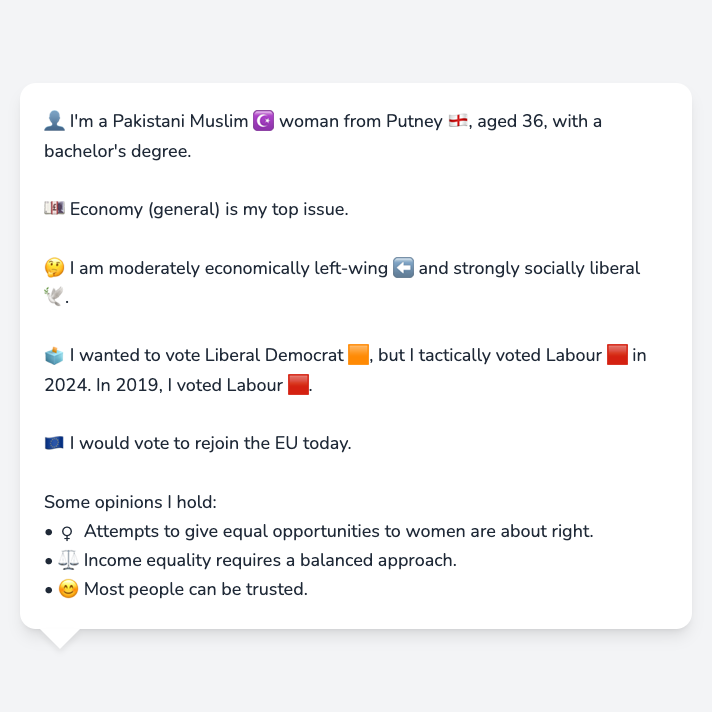 👤 I'm a Pakistani Muslim ☪️ woman from Putney 🏴󠁧󠁢󠁥󠁮󠁧󠁿, aged 36, with a
bachelor's degree.
💷 Economy (general) is my top issue.
🤔 I am moderately economically left-wing ⬅️ and strongly socially liberal
🕊️.
🗳️ I wanted to vote Liberal Democrat 🟧, but I tactically voted Labour 🟥 in
2024. In 2019, I voted Labour 🟥.
🇪🇺 I would vote to rejoin the EU today.
Some opinions I hold:
• ♀ Attempts to give equal opportunities to women are about right.
• ⚖️ Income equality requires a balanced approach.
• 😊 Most people can be trusted.